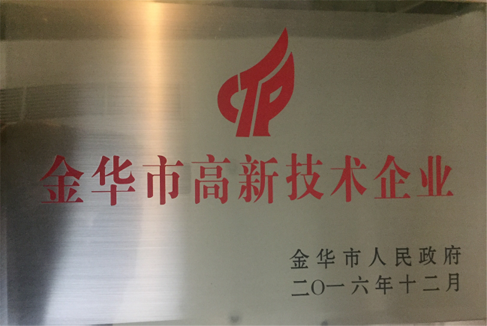 CTP
金华市高新技术企业
金华市人民政府
二〇一六年十二月